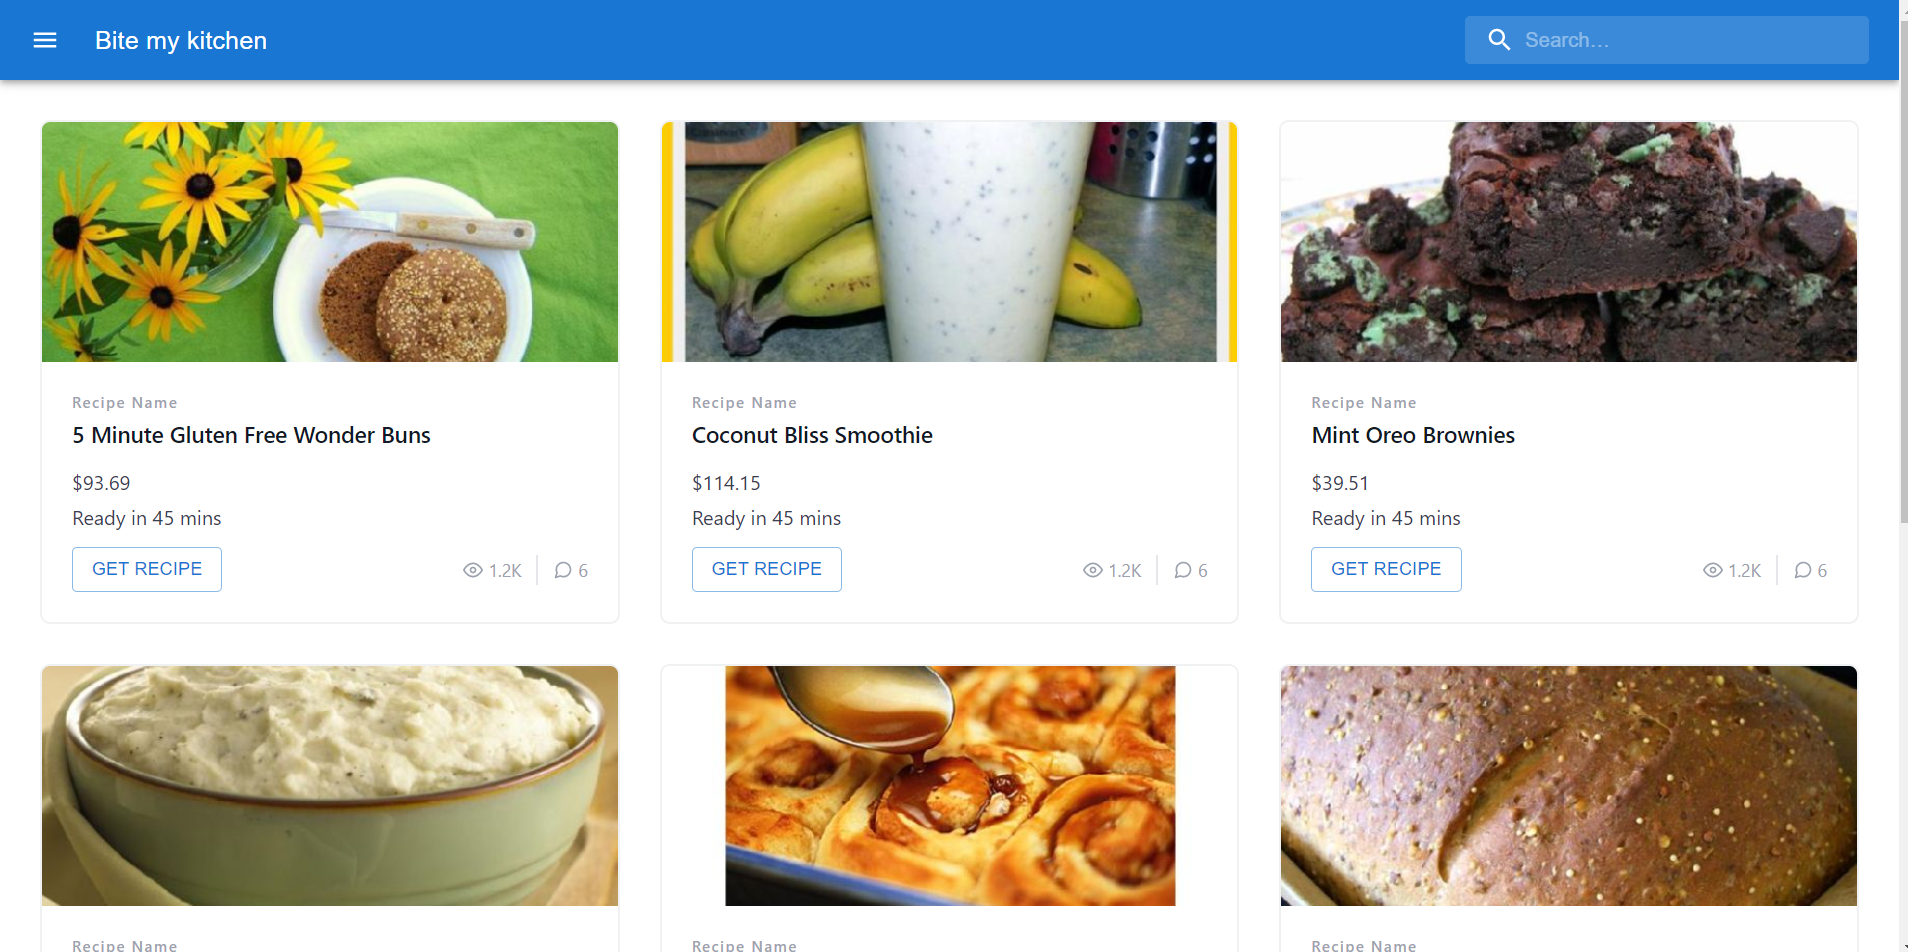 Bite my kitchen
Search…
Recipe Name
5 Minute Gluten Free Wonder Buns
$93.69
Ready in 45 mins
GET RECIPE
1.2K
6
Recipe Name
Coconut Bliss Smoothie
$114.15
Ready in 45 mins
GET RECIPE
1.2K
6
Recipe Name
Mint Oreo Brownies
$39.51
Ready in 45 mins
GET RECIPE
1.2K
6
Recipe Name
Recipe Name
Recipe Name